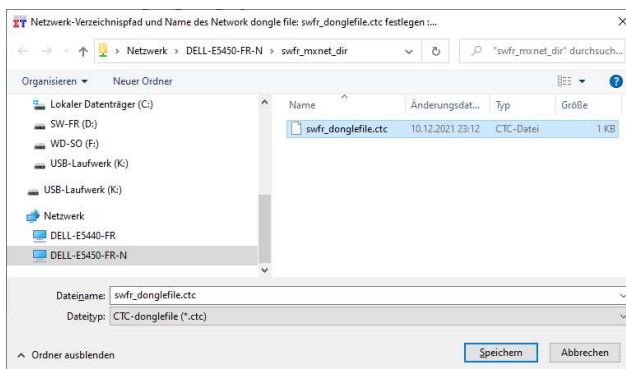 Netzwerk-Verzeichnispfad und Name des Network dongle file: swfr_donglefile.ctc festlegen :...
Netzwerk > DELL-E5450-FR-N > swfr_mxnet_dir
"swfr_mxnet_dir" durchsuch...
Organisieren
Neuer Ordner
Name
Änderungsdat...
Typ
Größe
Lokaler Datenträger (C:)
swfr_donglefile.ctc
10.12.2021 23:12
CTC-Datei
1 KB
SW-FR (D:)
WD-SO (F:)
USB-Laufwerk (K:)
USB-Laufwerk (K:)
Netzwerk
DELL-E5440-FR
DELL-E5450-FR-N
Dateiname: swfr_donglefile.ctc
Dateityp: CTC-donglefile (*.ctc)
Ordner ausblenden
Speichern
Abbrechen